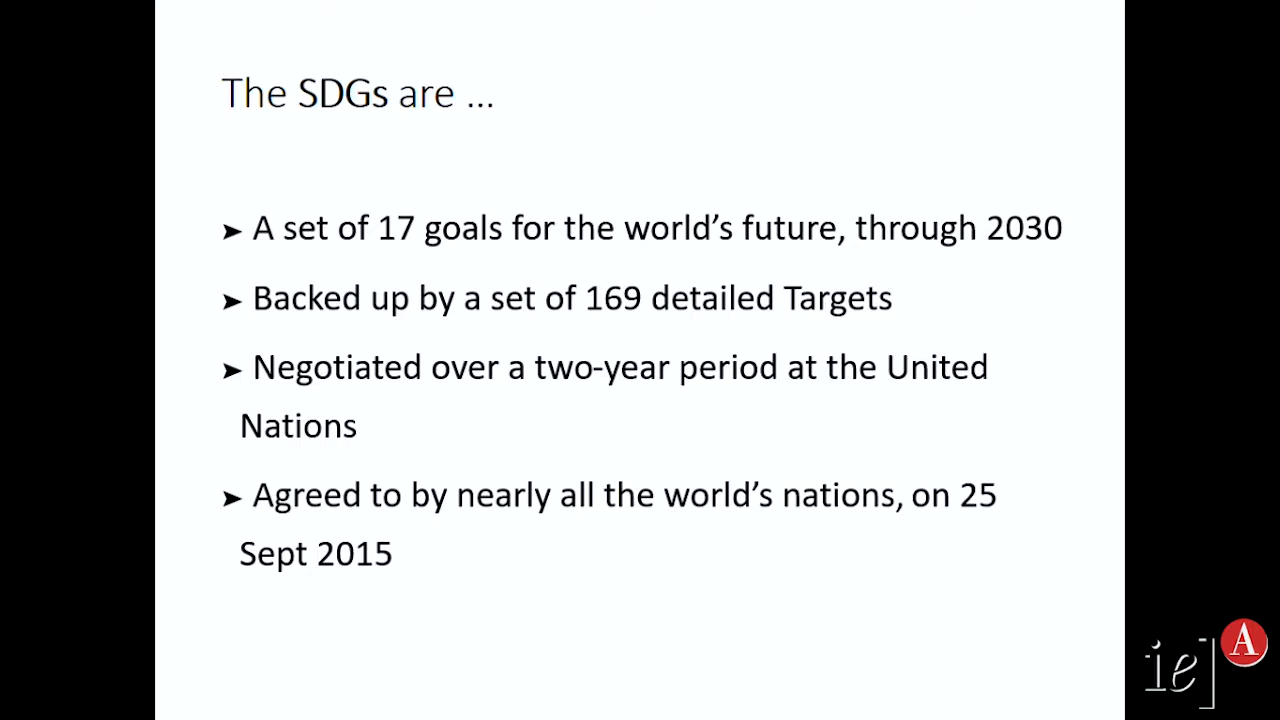 The SDGs are ...
➤ A set of 17 goals for the world’s future, through 2030
➤ Backed up by a set of 169 detailed Targets
➤ Negotiated over a two-year period at the United
Nations
➤ Agreed to by nearly all the world’s nations, on 25
Sept 2015
ie] A